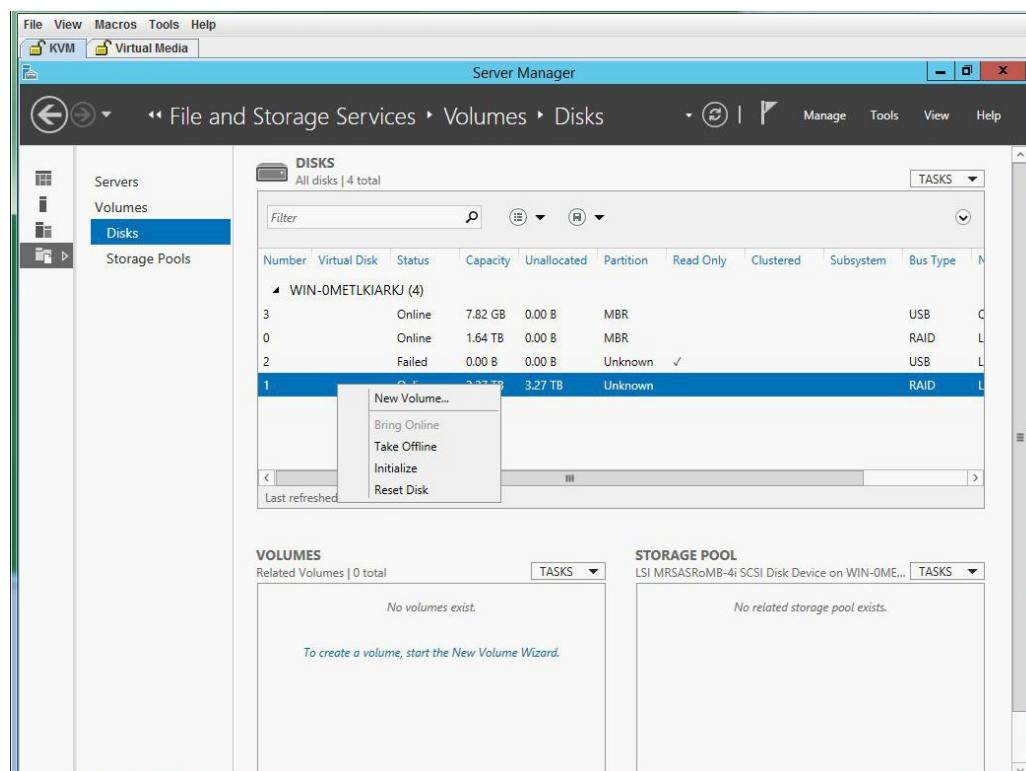 File View Macros Tools Help
KVM Virtual Media
Server Manager
File and Storage Services Volumes Disks Manage Tools View Help
Servers
Volumes
Disks
Storage Pools
DISKS
All disks | 4 total
TASKS
Filter
Number Virtual Disk Status Capacity Unallocated Partition Read Only Clustered Subsystem Bus Type
WIN-0METLKIARKJ (4)
3 Online 7.82 GB 0.00 B MBR USB
0 Online 1.64 TB 0.00 B MBR RAID
2 Failed 0.00 B 0.00 B Unknown ✓ USB
1 3.27 TB Unknown RAID
New Volume...
Bring Online
Take Offline
Initialize
Reset Disk
Last refreshed
VOLUMES
Related Volumes | 0 total
TASKS
No volumes exist.
To create a volume, start the New Volume Wizard.
STORAGE POOL
LSI MRSASRoMB-4i SCSI Disk Device on WIN-0ME...
TASKS
No related storage pool exists.